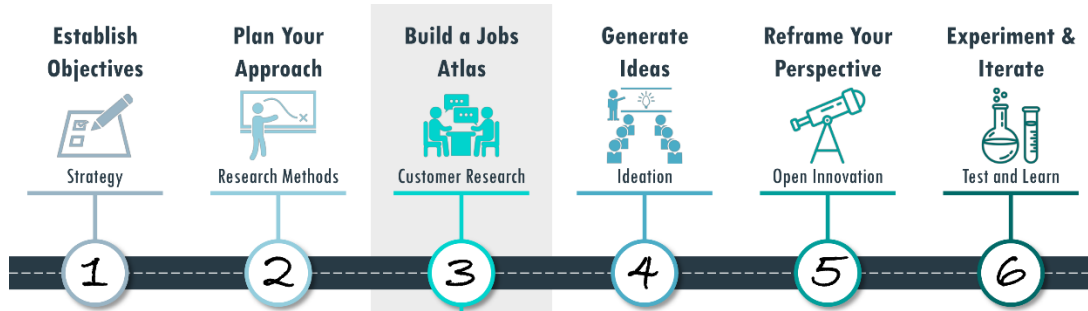 Establish
Objectives
Strategy
1
Plan Your
Approach
Research Methods
2
Build a Jobs
Atlas
Customer Research
3
Generate
Ideas
Ideation
4
Reframe Your
Perspective
Open Innovation
5
Experiment &
Iterate
Test and Learn
6